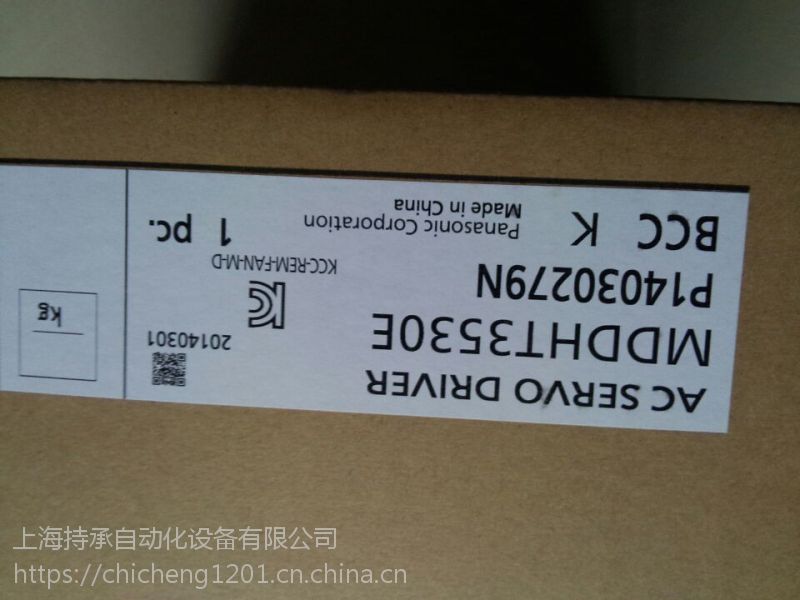 AC SERVO DRIVER
MDDHT3530E
P14030279N
BCC K
20140301
KCC-REM-FAN-M-D
Panasonic Corporation
Made in China
1 pc.
kg
上海持承自动化设备有限公司
https://chicheng1201.cn.china.cn